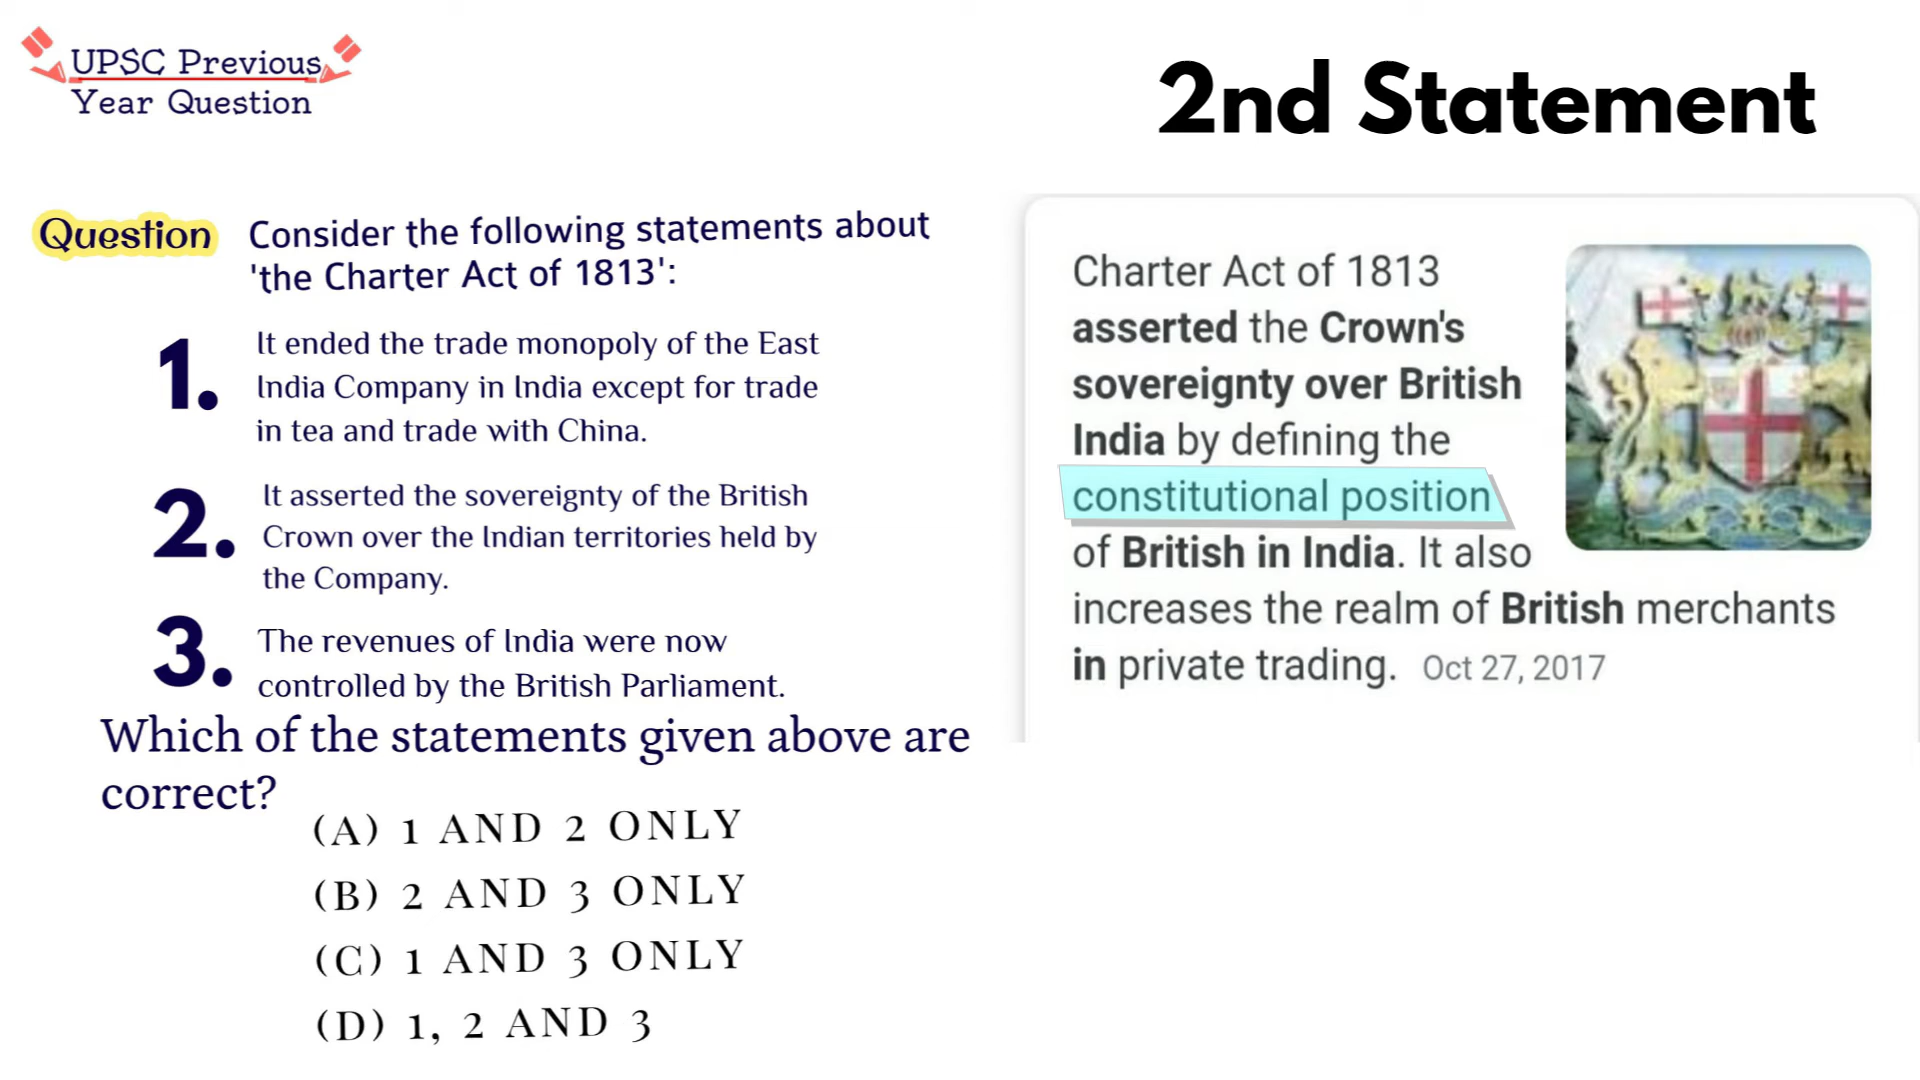 UPSC Previous
Year Question
2nd Statement
Question
Consider the following statements about
'the Charter Act of 1813':
1.
It ended the trade monopoly of the East
India Company in India except for trade
in tea and trade with China.
2.
It asserted the sovereignty of the British
Crown over the Indian territories held by
the Company.
3.
The revenues of India were now
controlled by the British Parliament.
Which of the statements given above are
correct?
(A) 1 AND 2 ONLY
(B) 2 AND 3 ONLY
(C) 1 AND 3 ONLY
(D) 1, 2 AND 3
Charter Act of 1813
asserted the Crown's
sovereignty over British
India by defining the
constitutional position
of British in India. It also
increases the realm of British merchants
in private trading. Oct 27, 2017